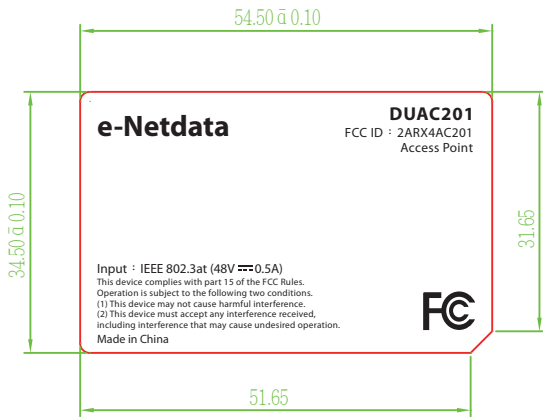 54.50 ā 0.10
34.50 ā 0.10
31.65
e-Netdata
DUAC201
FCC ID：2ARX4AC201
Access Point
Input：IEEE 802.3at (48V ⎓ 0.5A)
This device complies with part 15 of the FCC Rules.
Operation is subject to the following two conditions.
(1) This device may not cause harmful interference.
(2) This device must accept any interference received,
including interference that may cause undesired operation.
Made in China
FC
51.65